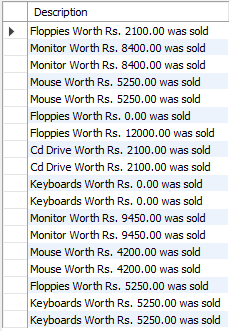 Description
Floppies Worth Rs. 2100.00 was sold
Monitor Worth Rs. 8400.00 was sold
Monitor Worth Rs. 8400.00 was sold
Mouse Worth Rs. 5250.00 was sold
Mouse Worth Rs. 5250.00 was sold
Floppies Worth Rs. 0.00 was sold
Floppies Worth Rs. 12000.00 was sold
Cd Drive Worth Rs. 2100.00 was sold
Cd Drive Worth Rs. 2100.00 was sold
Keyboards Worth Rs. 0.00 was sold
Keyboards Worth Rs. 0.00 was sold
Monitor Worth Rs. 9450.00 was sold
Monitor Worth Rs. 9450.00 was sold
Mouse Worth Rs. 4200.00 was sold
Mouse Worth Rs. 4200.00 was sold
Floppies Worth Rs. 5250.00 was sold
Keyboards Worth Rs. 5250.00 was sold
Keyboards Worth Rs. 5250.00 was sold